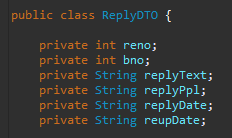 public class ReplyDTO {
private int reno;
private int bno;
private String replyText;
private String replyPpl;
private String replyDate;
private String reupDate;